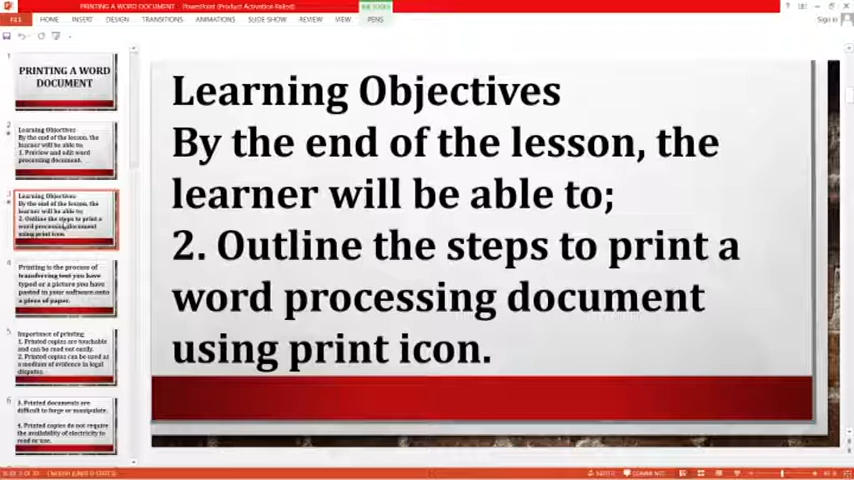 PRINTING A WORD DOCUMENT - PowerPoint (Product Activation Failed)
Sign in
FILE HOME INSERT DESIGN TRANSITIONS ANIMATIONS SLIDE SHOW REVIEW VIEW PENS
1
PRINTING A WORD
DOCUMENT
2
Learning Objectives
By the end of the lesson, the
learner will be able to;
1. Preview and edit word
processing document.
3
Learning Objectives
By the end of the lesson, the
learner will be able to;
2. Outline the steps to print a
word processing document
using print icon.
4
Printing is the process of
transferring text you have
typed or a picture you have
pasted in your software onto
a piece of paper.
5
Importance of printing
1. Printed copies are touchable
and can be read out easily.
2. Printed copies can be used as
a medium of evidence in legal
disputes.
6
3. Printed documents are
difficult to forge or manipulate.
4. Printed copies do not require
the availability of electricity to
read or use.
Learning Objectives
By the end of the lesson, the
learner will be able to;
2. Outline the steps to print a
word processing document
using print icon.
NOTES COMMENTS